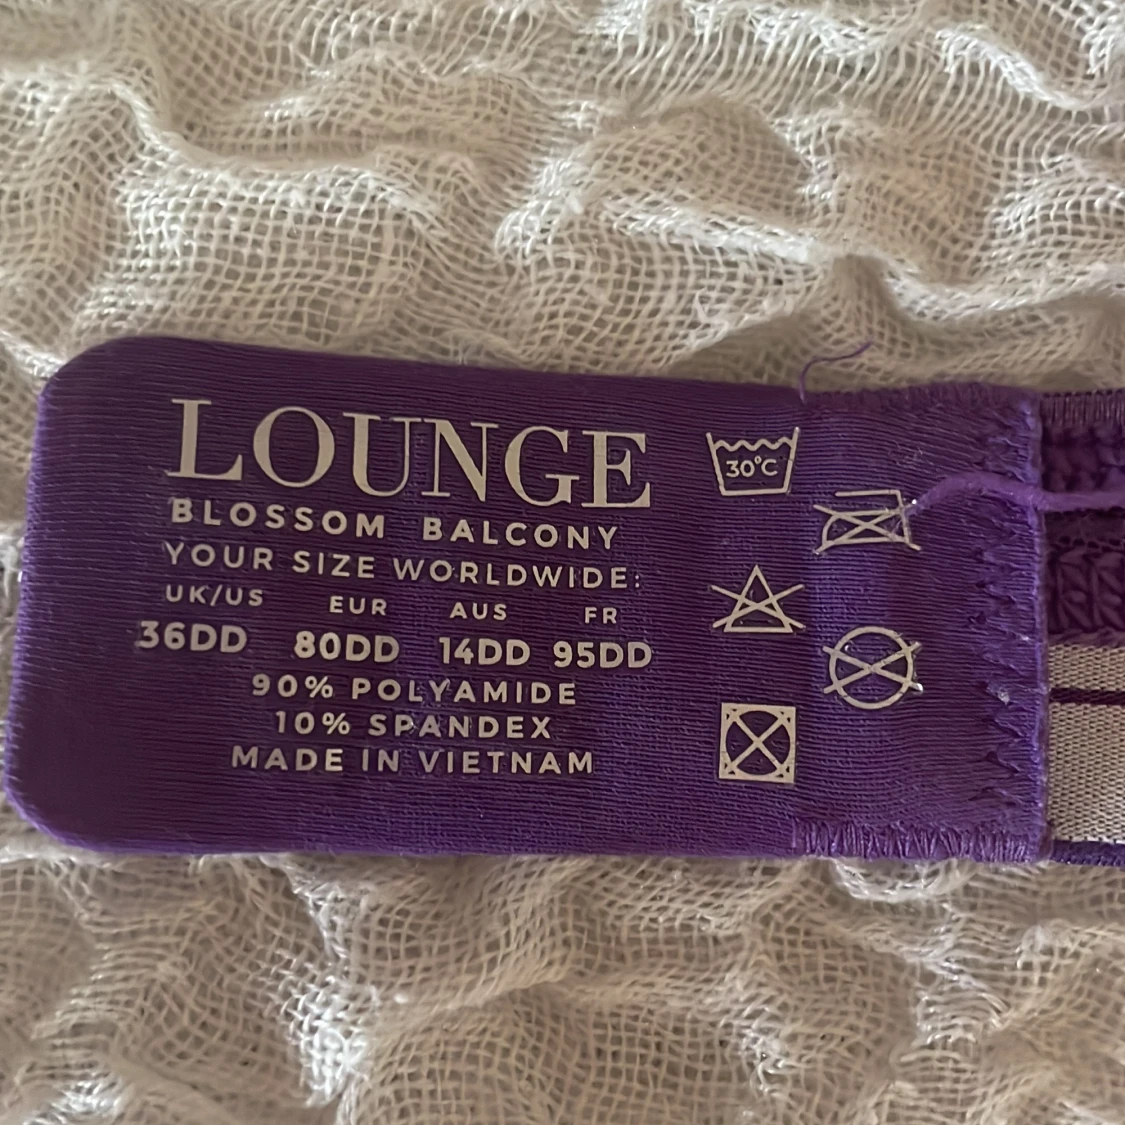 LOUNGE
BLOSSOM BALCONY
YOUR SIZE WORLDWIDE:
UK/US EUR AUS FR
36DD 80DD 14DD 95DD
90% POLYAMIDE
10% SPANDEX
MADE IN VIETNAM
30°C